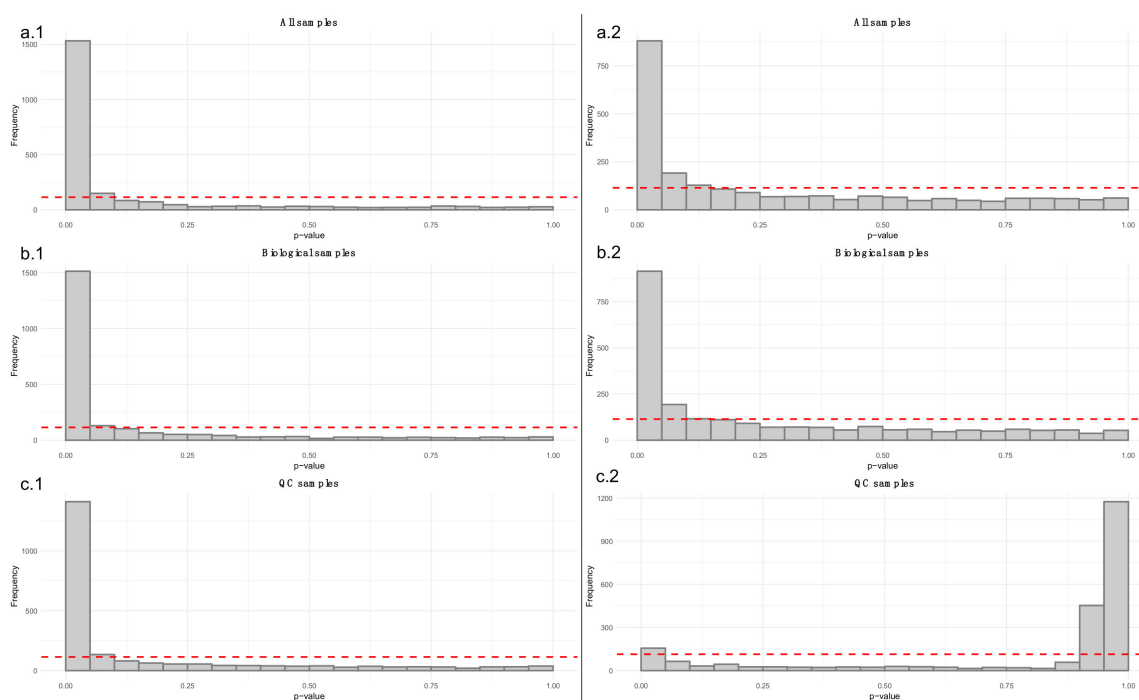 a.1
All samples
1500
1000
500
0
Frequency
0.00
0.25
0.50
0.75
1.00
p-value
a.2
All samples
750
500
250
0
Frequency
0.00
0.25
0.50
0.75
1.00
p-value
b.1
Biological samples
1500
1000
500
0
Frequency
0.00
0.25
0.50
0.75
1.00
p-value
b.2
Biological samples
750
500
250
0
Frequency
0.00
0.25
0.50
0.75
1.00
p-value
c.1
QC samples
1000
500
0
Frequency
0.00
0.25
0.50
0.75
1.00
p-value
c.2
QC samples
1200
900
600
300
0
Frequency
0.00
0.25
0.50
0.75
1.00
p-value